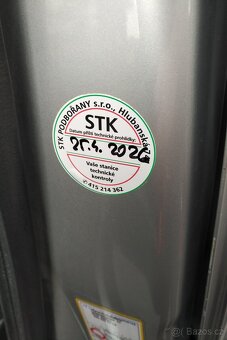 STK PODBOŘANY s.r.o., Hlubanská
STK
Datum příští technické prohlídky:
25.4.2026
Vaše stanice
technické
kontroly
✆ 415 214 362
Bazos.cz